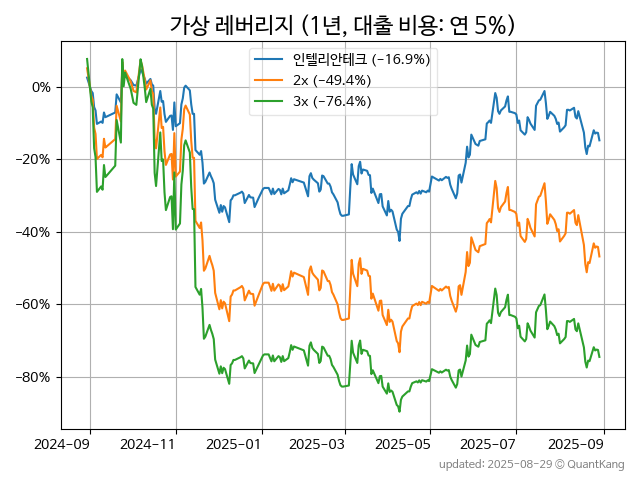 가상 레버리지 (1년, 대출 비용: 연 5%)
인텔리안테크 (−16.9%)
2x (−49.4%)
3x (−76.4%)
0%
−20%
−40%
−60%
−80%
2024−09 2024−11 2025−01 2025−03 2025−05 2025−07 2025−09
updated: 2025-08-29 © QuantKang